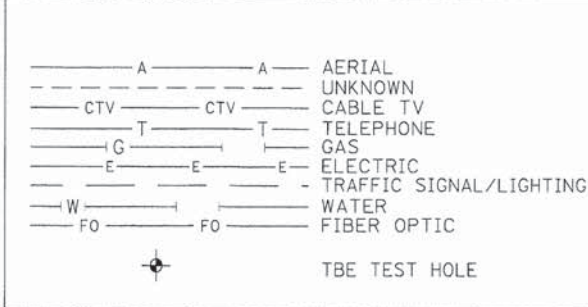 A A AERIAL
UNKNOWN
CTV CTV CABLE TV
T T TELEPHONE
G GAS
E E E ELECTRIC
TRAFFIC SIGNAL/LIGHTING
W WATER
FO FO FIBER OPTIC
TBE TEST HOLE